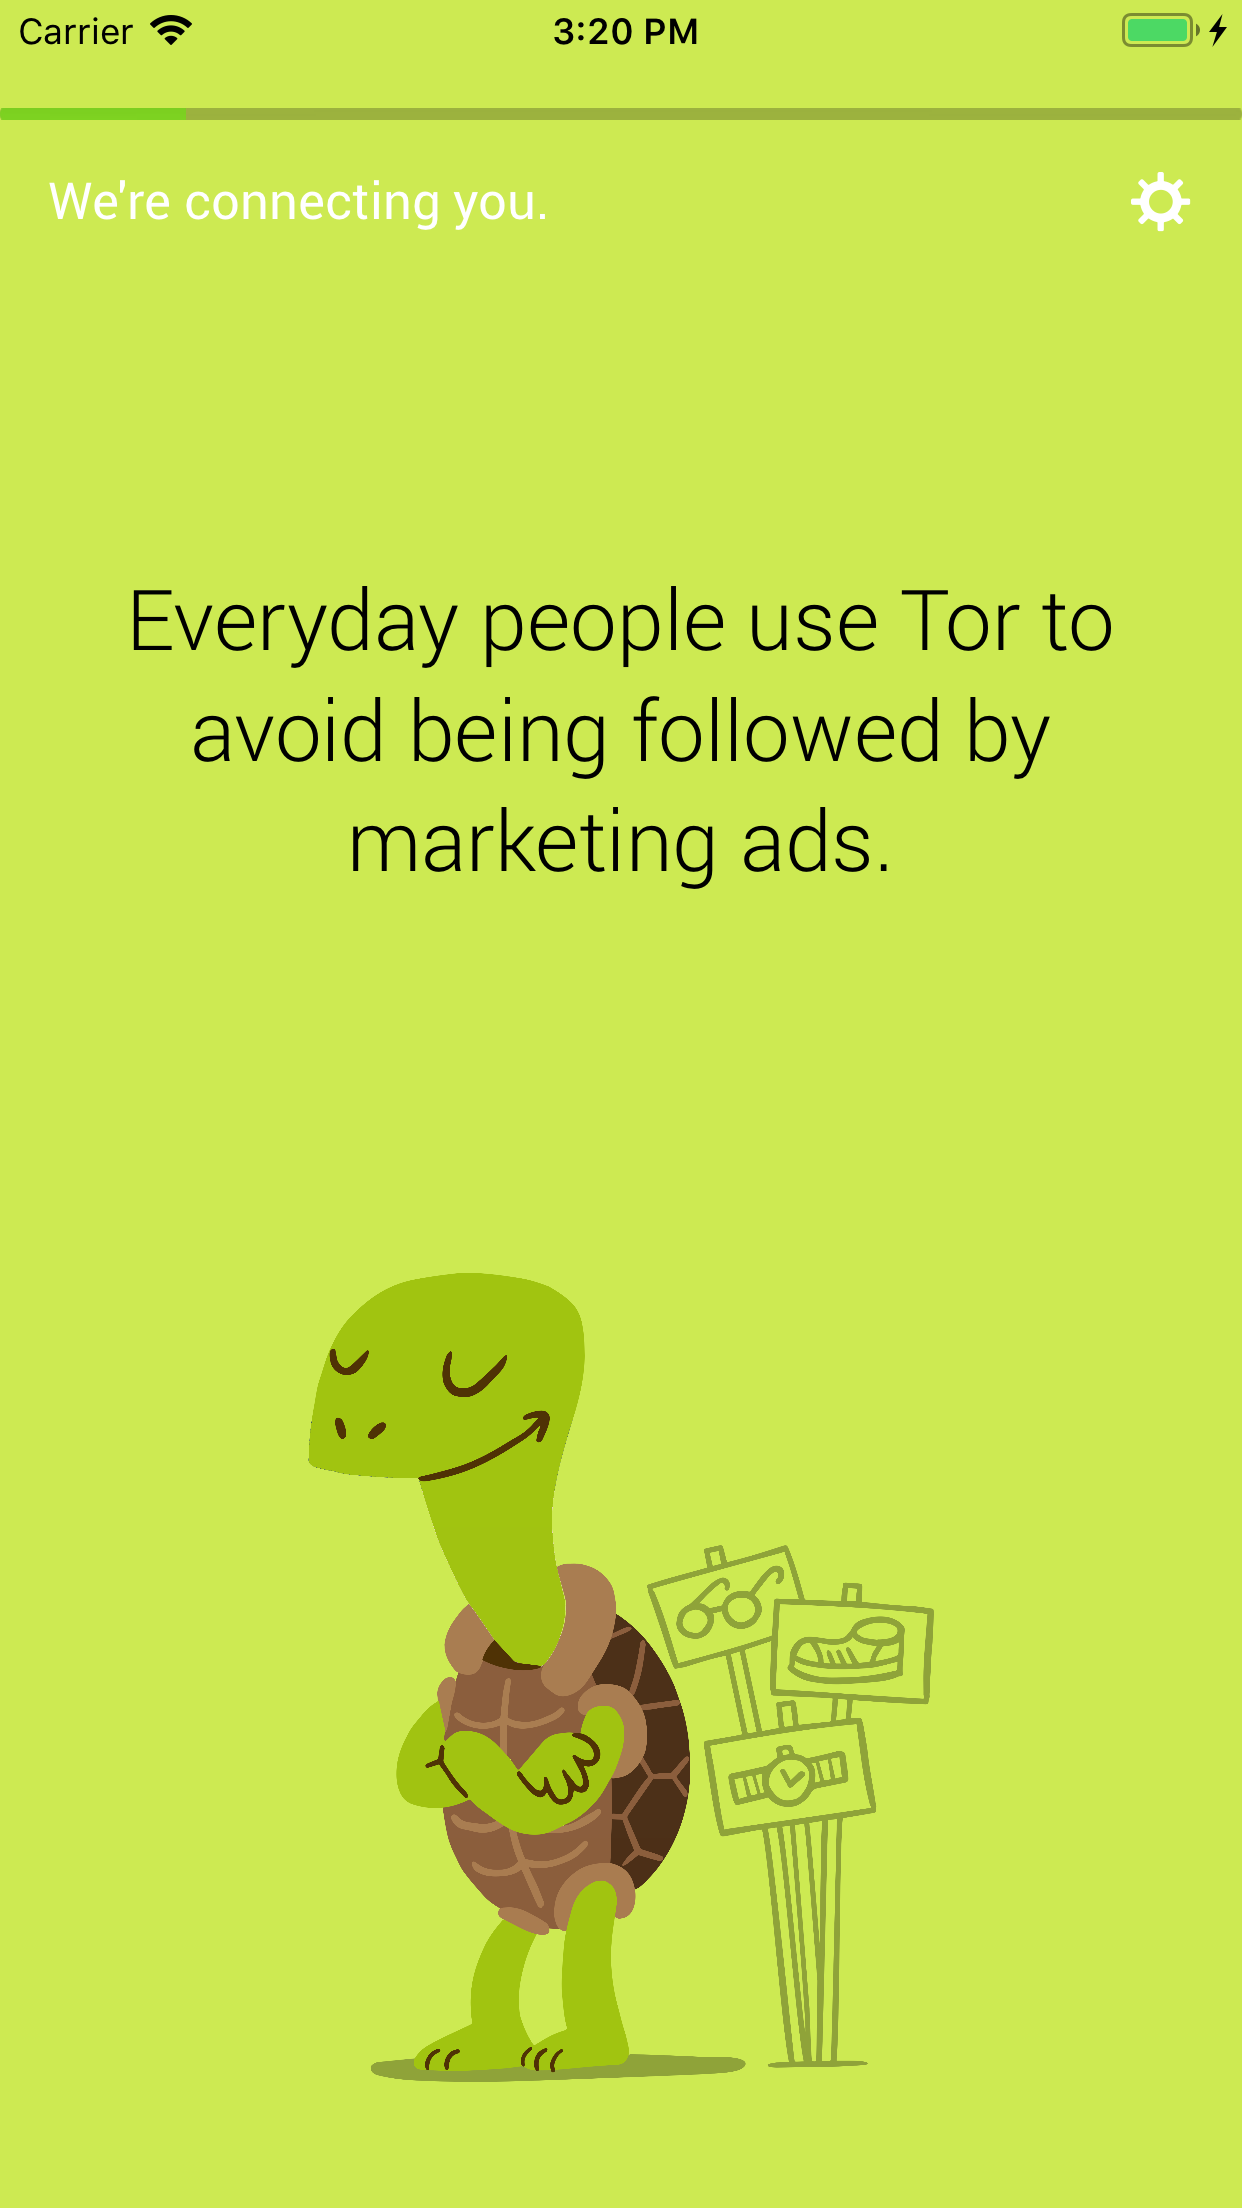 Carrier 3:20 PM
We're connecting you.
Everyday people use Tor to
avoid being followed by
marketing ads.